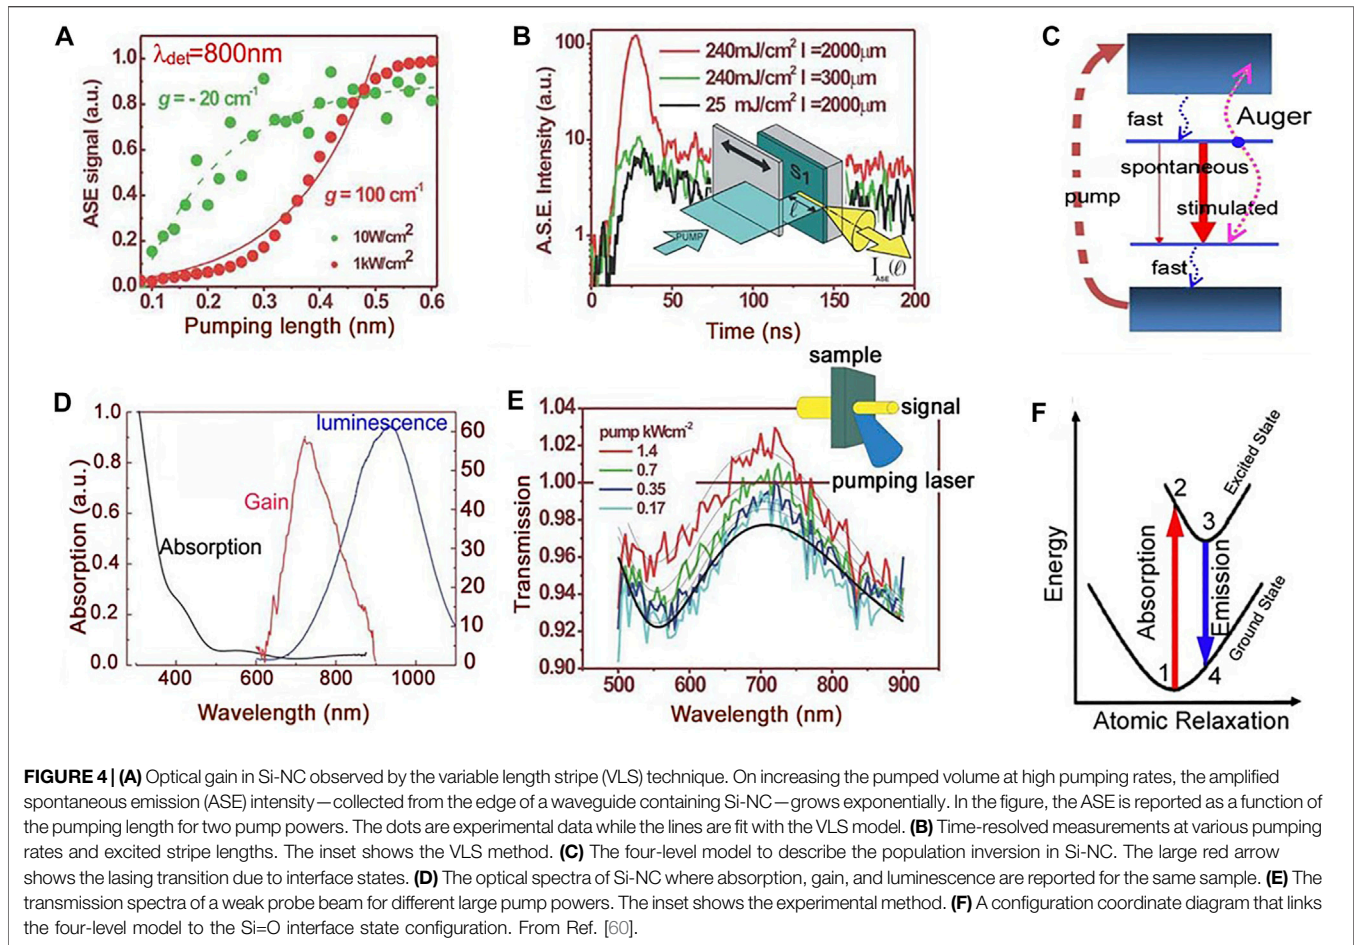 A
λdet=800nm
g = - 20 cm-1
g = 100 cm-1
10W/cm2
1kW/cm2
ASE signal (a.u.)
1.0
0.8
0.6
0.4
0.2
0.0
0.1 0.2 0.3 0.4 0.5 0.6
Pumping length (nm)
B
240mJ/cm2 l =2000μm
240mJ/cm2 l =300μm
25 mJ/cm2 l =2000μm
A.S.E. Intensity (a.u.)
100
10
1
S1
ℓ
PUMP
IASE(ℓ)
0 50 100 150 200
Time (ns)
C
fast
Auger
spontaneous
pump
stimulated
fast
D
luminescence
Gain
Absorption
Absorption (a.u.)
1.0
0.8
0.6
0.4
0.2
0.0
60
50
40
30
20
10
0
400 600 800 1000
Wavelength (nm)
E
sample
signal
pumping laser
pump kWcm-2
1.4
0.7
0.35
0.17
Transmission
1.04
1.02
1.00
0.98
0.96
0.94
0.92
0.90
500 600 700 800 900
Wavelength (nm)
F
Energy
Absorption
Emission
Excited State
Ground State
2
3
1
4
Atomic Relaxation
FIGURE 4 | (A) Optical gain in Si-NC observed by the variable length stripe (VLS) technique. On increasing the pumped volume at high pumping rates, the amplified
spontaneous emission (ASE) intensity—collected from the edge of a waveguide containing Si-NC—grows exponentially. In the figure, the ASE is reported as a function of
the pumping length for two pump powers. The dots are experimental data while the lines are fit with the VLS model. (B) Time-resolved measurements at various pumping
rates and excited stripe lengths. The inset shows the VLS method. (C) The four-level model to describe the population inversion in Si-NC. The large red arrow
shows the lasing transition due to interface states. (D) The optical spectra of Si-NC where absorption, gain, and luminescence are reported for the same sample. (E) The
transmission spectra of a weak probe beam for different large pump powers. The inset shows the experimental method. (F) A configuration coordinate diagram that links
the four-level model to the Si=O interface state configuration. From Ref. [60].